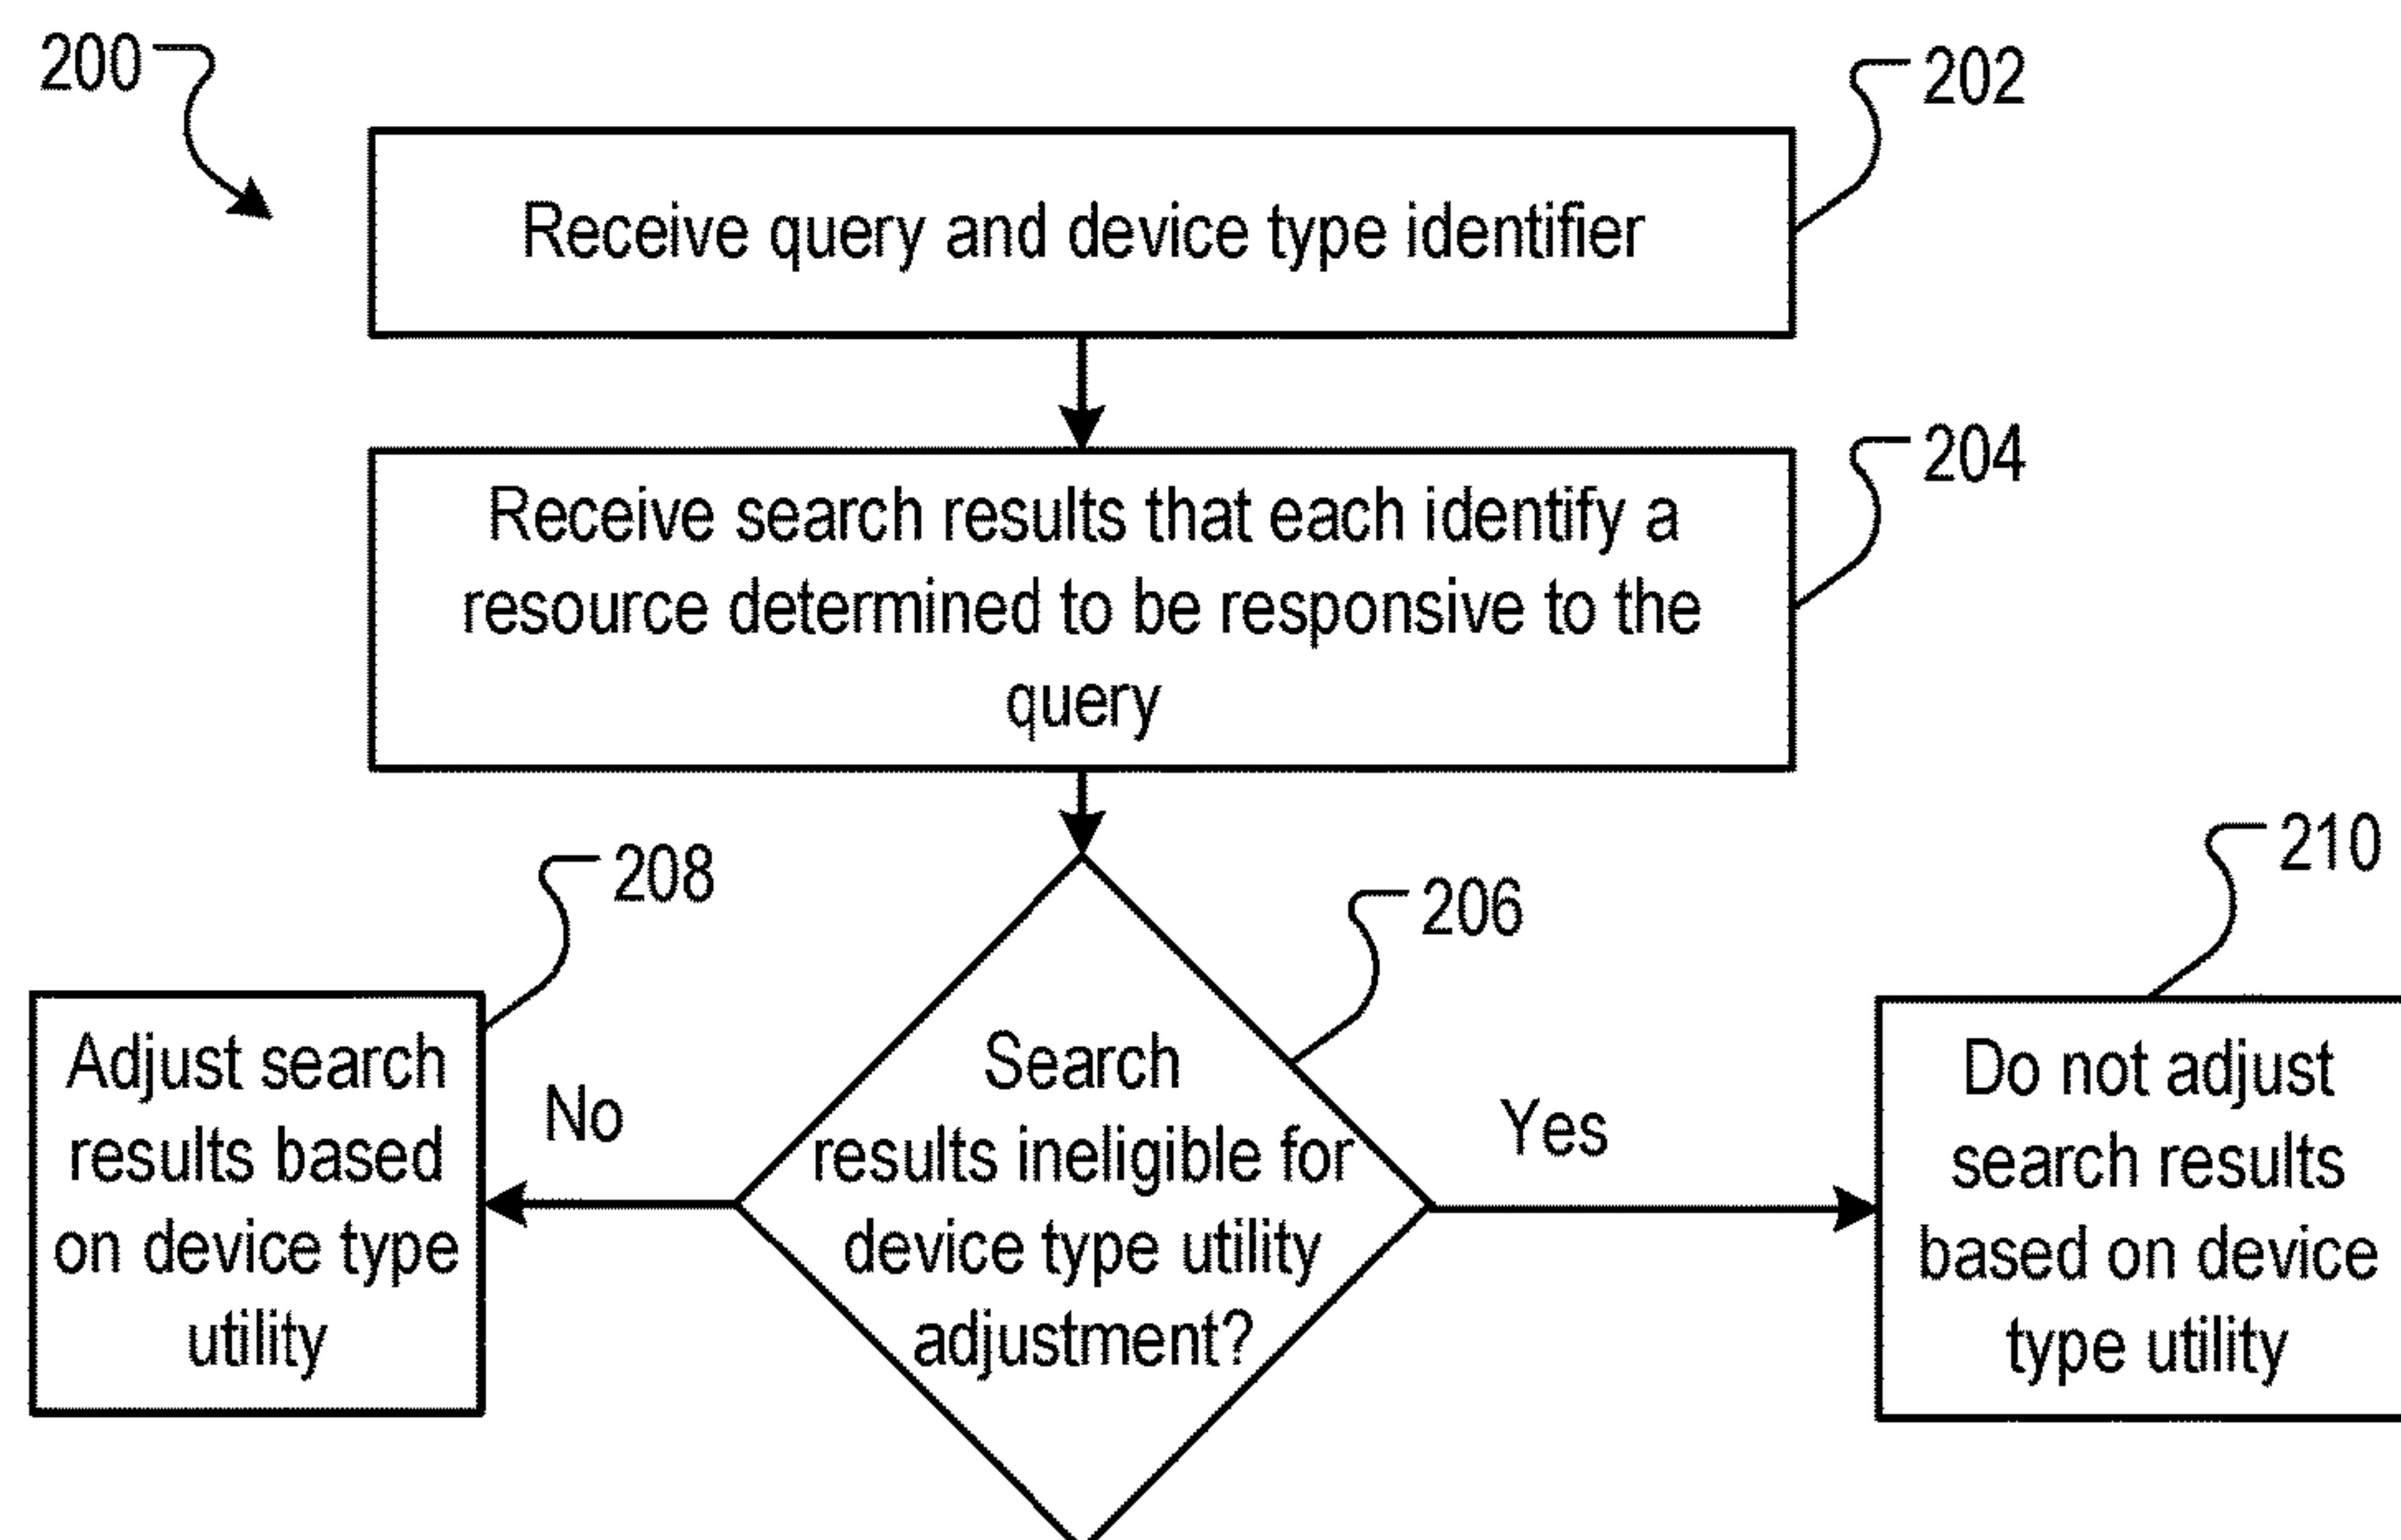 200
202
Receive query and device type identifier
204
Receive search results that each identify a
resource determined to be responsive to the
query
208
206
210
Adjust search
results based
on device type
utility
No
Search
results ineligible for
device type utility
adjustment?
Yes
Do not adjust
search results
based on device
type utility